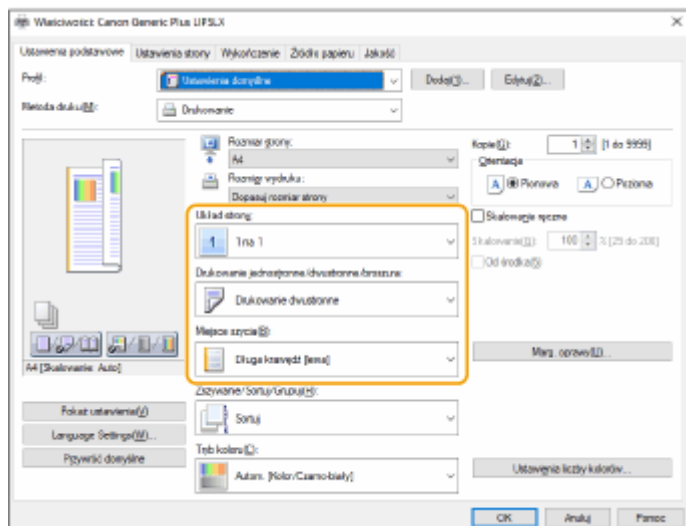 Właściwości: Canon Generic Plus UFRLX
Ustawienia podstawowe Ustawienia strony Wykończenie Źródło papieru Jakość
Profil: Ustawienia domyślne Dodaj(1)... Edytuj(2)...
Metoda druku(M): Drukowanie
Rozmiar strony: A4
Rozmiar wydruku: Dopasuj rozmiar strony
Kopie(C): 1 [1 do 9999]
Orientacja
A Pionowa A Pozioma
Układ strony:
1 1 na 1
Skalowanie ręczne
Skalowanie(U): 100 % [25 do 200]
Od środka(5)
Drukowanie jednostronne/dwustronne/broszura:
Drukowanie dwustronne
Miejsce szycia(B):
Długa krawędź [lewa]
Marg. oprawy(U)...
A4 [Skalowanie: Auto]
Zszywanie/Sortuj/Grupuj(H):
Sortuj
Pokaż ustawienia(V)
Language Settings(W)...
Przywróć domyślne
Tryb koloru(C):
Autom. [Kolor/Czarno-biały]
Ustawienia liczby kolorów...
OK Anuluj Pomoc